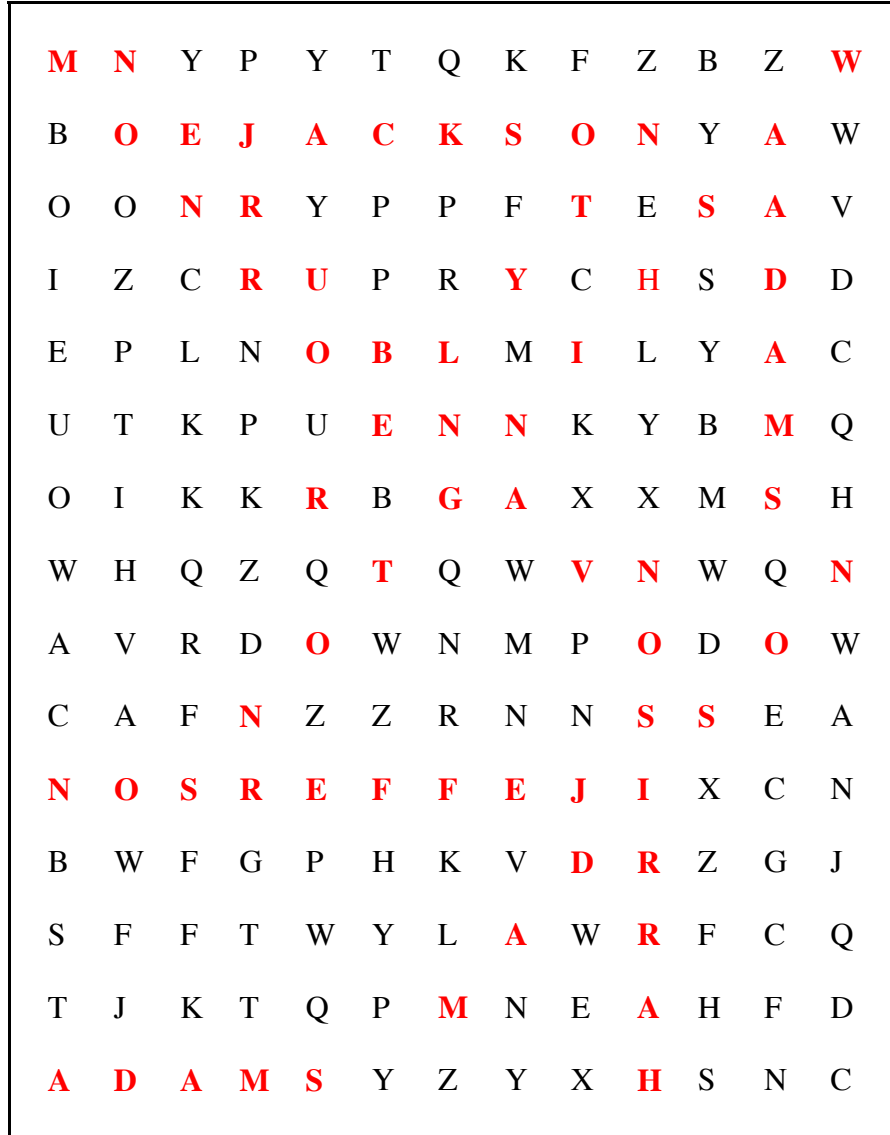 M N Y P Y T Q K F Z B Z W
B O E J A C K S O N Y A W
O O N R Y P P F T E S A V
I Z C R U P R Y C H S D D
E P L N O B L M I L Y A C
U T K P U E N N K Y B M Q
O I K K R B G A X X M S H
W H Q Z Q T Q W V N W Q N
A V R D O W N M P O D O W
C A F N Z Z R N N S S E A
N O S R E F F E J I X C N
B W F G P H K V D R Z G J
S F F T W Y L A W R F C Q
T J K T Q P M N E A H F D
A D A M S Y Z Y X H S N C